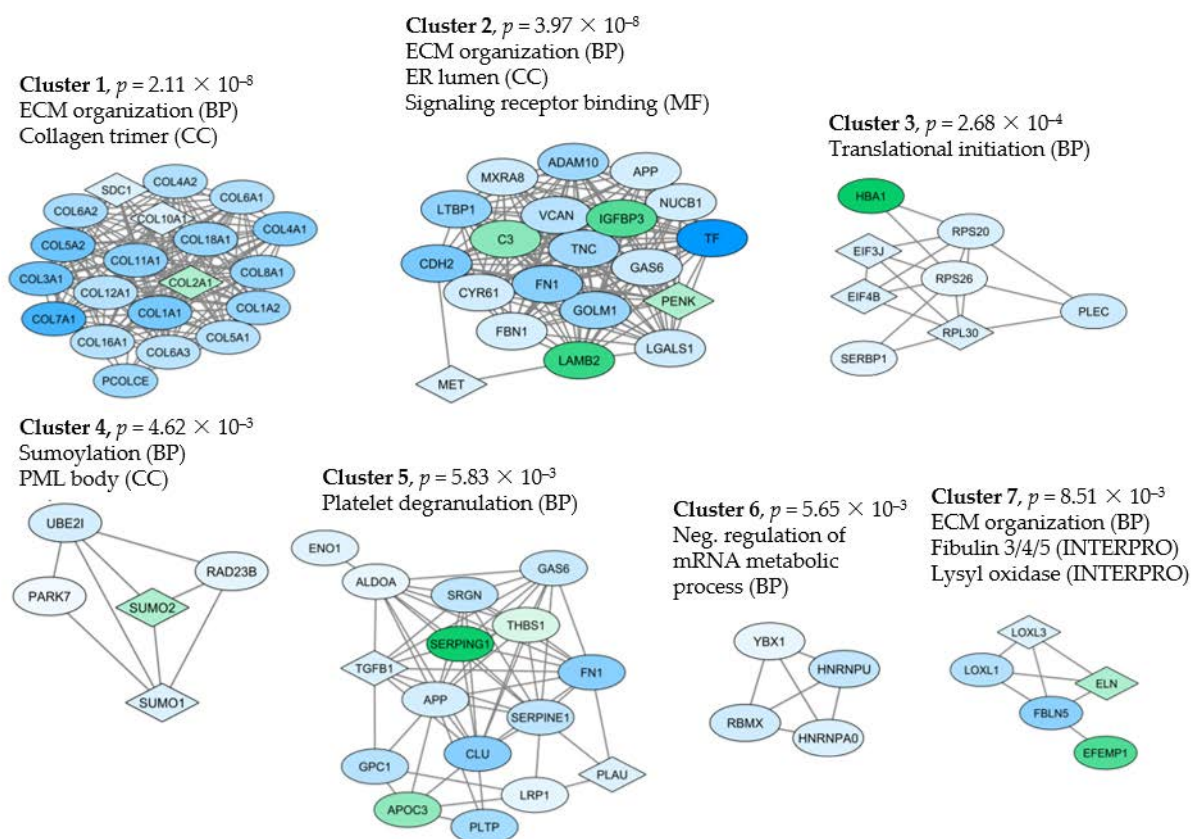 Cluster 1, p = 2.11 × 10⁻⁸
ECM organization (BP)
Collagen trimer (CC)
SDC1
COL4A2
COL6A1
COL6A2
COL10A1
COL4A1
COL5A2
COL18A1
COL11A1
COL3A1
COL2A1
COL8A1
COL12A1
COL7A1
COL1A1
COL1A2
COL16A1
COL6A3
COL5A1
PCOLCE
Cluster 2, p = 3.97 × 10⁻⁸
ECM organization (BP)
ER lumen (CC)
Signaling receptor binding (MF)
ADAM10
MXRA8
APP
LTBP1
VCAN
IGFBP3
NUCB1
C3
TNC
TF
CDH2
GAS6
CYR61
FN1
PENK
GOLM1
FBN1
LGALS1
LAMB2
MET
Cluster 3, p = 2.68 × 10⁻⁴
Translational initiation (BP)
HBA1
RPS20
EIF3J
RPS26
EIF4B
PLEC
RPL30
SERBP1
Cluster 4, p = 4.62 × 10⁻³
Sumoylation (BP)
PML body (CC)
UBE2I
RAD23B
PARK7
SUMO2
SUMO1
Cluster 5, p = 5.83 × 10⁻³
Platelet degranulation (BP)
ENO1
ALDOA
GAS6
SRGN
THBS1
SERPING1
TGFB1
FN1
APP
SERPINE1
CLU
GPC1
PLAU
LRP1
APOC3
PLTP
Cluster 6, p = 5.65 × 10⁻³
Neg. regulation of
mRNA metabolic
process (BP)
YBX1
HNRNPU
RBMX
HNRNPA0
Cluster 7, p = 8.51 × 10⁻³
ECM organization (BP)
Fibulin 3/4/5 (INTERPRO)
Lysyl oxidase (INTERPRO)
LOXL3
LOXL1
ELN
FBLN5
EFEMP1